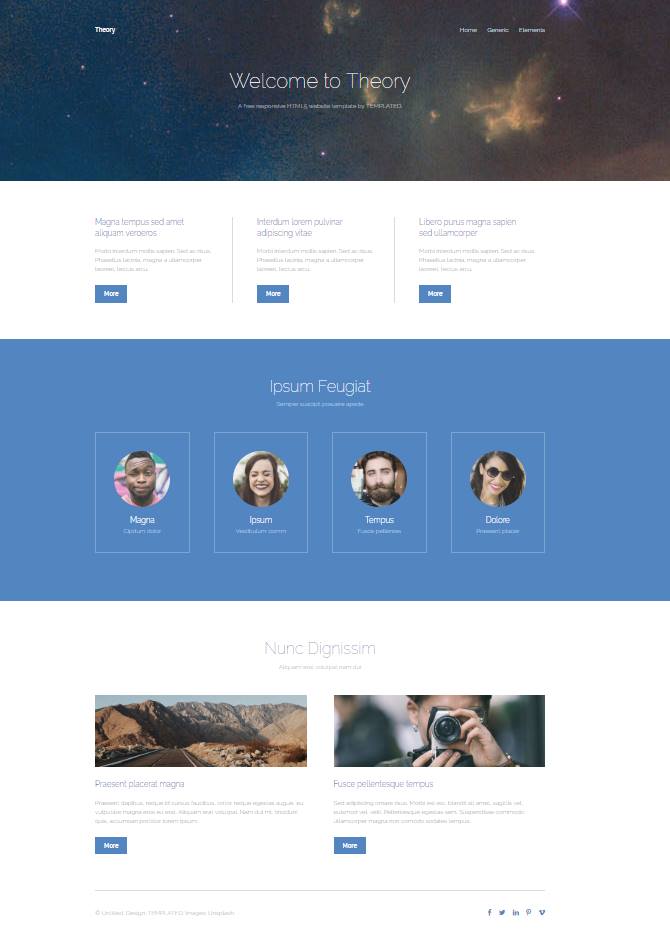 Theory
Home Generic Elements
Welcome to Theory
A free responsive HTML5 website template by TEMPLATED.
Magna tempus sed amet
aliquam veroeros
Morbi interdum mollis sapien. Sed ac risus.
Phasellus lacinia, magna a ullamcorper
laoreet, lectus arcu.
More
Interdum lorem pulvinar
adipiscing vitae
Morbi interdum mollis sapien. Sed ac risus.
Phasellus lacinia, magna a ullamcorper
laoreet, lectus arcu.
More
Libero purus magna sapien
sed ullamcorper
Morbi interdum mollis sapien. Sed ac risus.
Phasellus lacinia, magna a ullamcorper
laoreet, lectus arcu.
More
Ipsum Feugiat
Semper suscipit posuere apede
Magna
Cipdum dolor
Ipsum
Vestibulum comm
Tempus
Fusce pellentes
Dolore
Praesent placer
Nunc Dignissim
Aliquam erat volutpat nam dui
Praesent placerat magna
Praesent dapibus, neque id cursus faucibus, tortor neque egestas augue, eu
vulputate magna eros eu erat. Aliquam erat volutpat. Nam dui mi, tincidunt
quis, accumsan porttitor lorem ipsum.
More
Fusce pellentesque tempus
Sed adipiscing ornare risus. Morbi est est, blandit sit amet, sagittis vel,
euismod vel, velit. Pellentesque egestas sem. Suspendisse commodo
ullamcorper magna non comodo sodales tempus.
More
© Untitled. Design: TEMPLATED. Images: Unsplash.